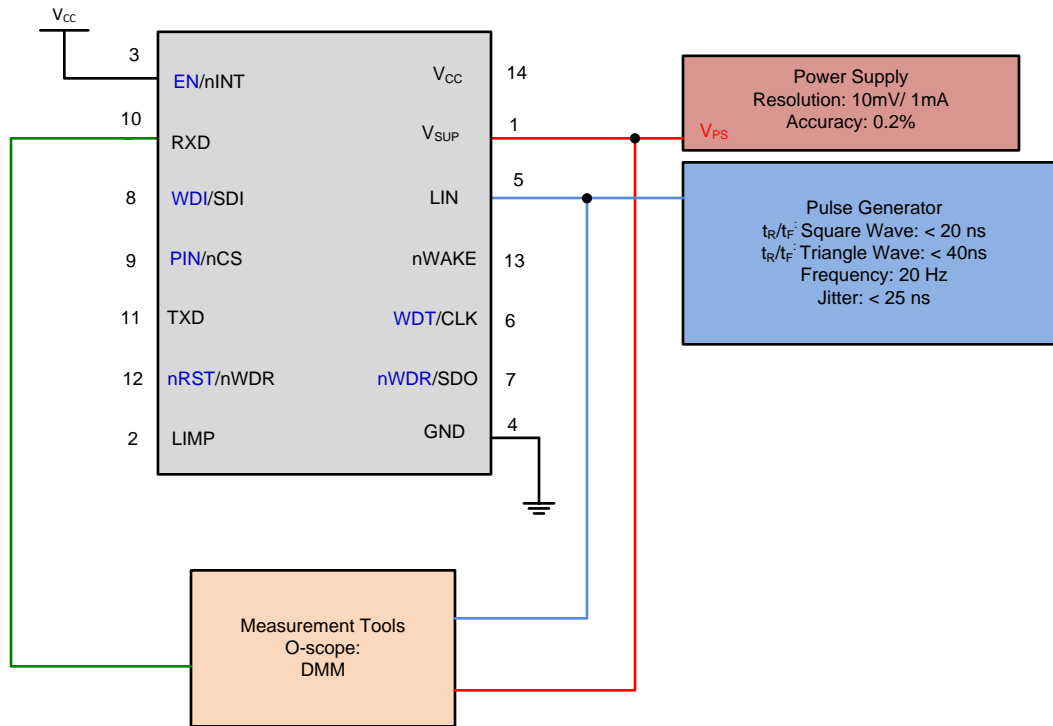 VCC
3
EN/nINT
10
RXD
8
WDI/SDI
9
PIN/nCS
11
TXD
12
nRST/nWDR
2
LIMP
VCC
14
VSUP
1
LIN
5
nWAKE
13
WDT/CLK
6
nWDR/SDO
7
GND
4
Power Supply
Resolution: 10mV/ 1mA
Accuracy: 0.2%
VPS
Pulse Generator
tR/tF: Square Wave: < 20 ns
tR/tF: Triangle Wave: < 40ns
Frequency: 20 Hz
Jitter: < 25 ns
Measurement Tools
O-scope:
DMM